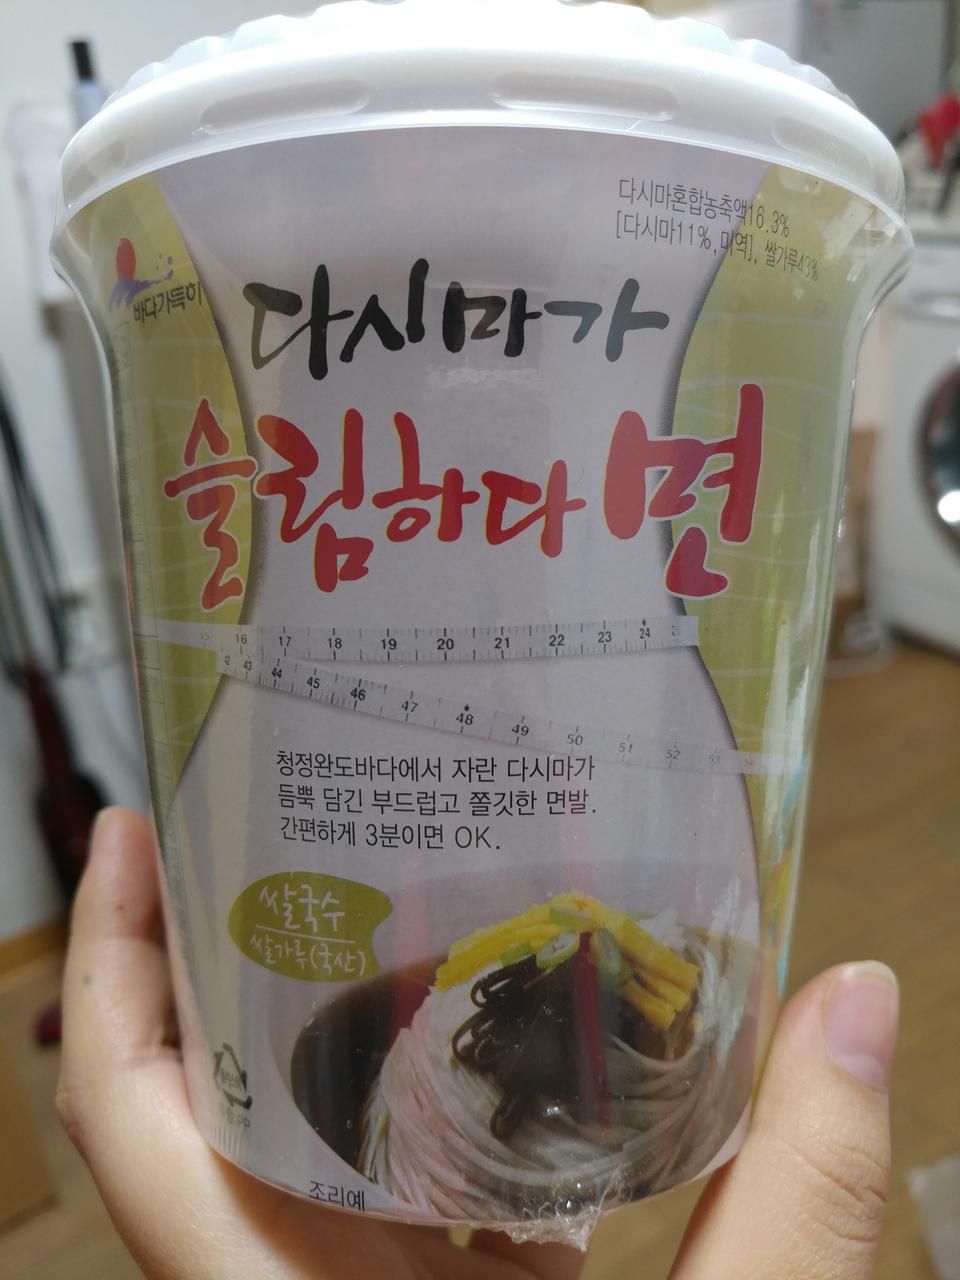 다시마혼합농축액16.3%
[다시마11%, 미역], 쌀가루43%
바다가득히
다시마가
슬림하다면
16 17 18 19 20 21 22 23 24
42 43 44 45 46 47 48 49 50 51 52 53 54
청정완도바다에서 자란 다시마가
듬뿍 담긴 부드럽고 쫄깃한 면발.
간편하게 3분이면 OK.
쌀국수
쌀가루(국산)
조리예